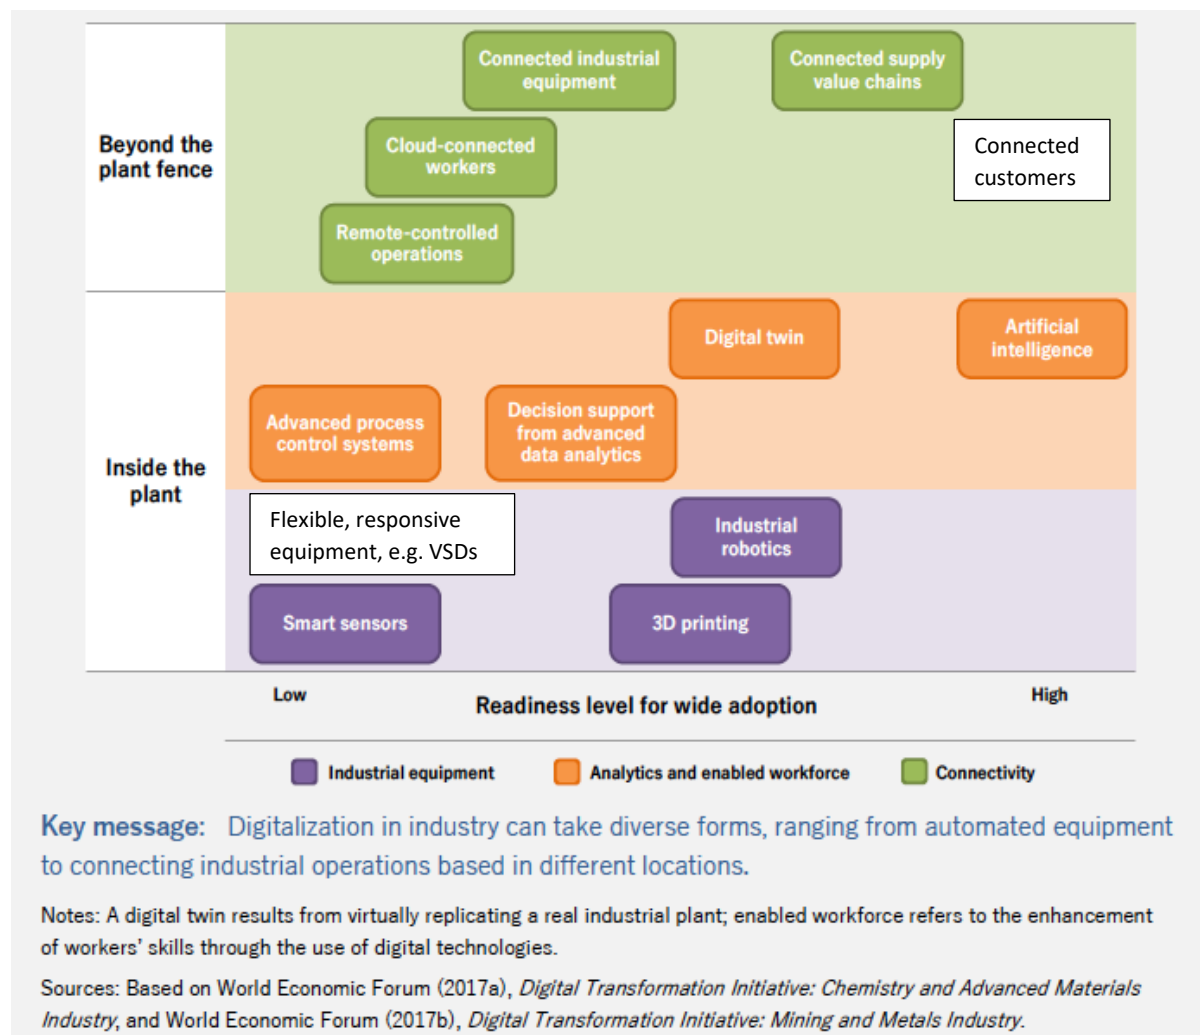 Connected industrial
equipment
Connected supply
value chains
Beyond the
plant fence
Cloud-connected
workers
Connected
customers
Remote-controlled
operations
Digital twin
Artificial
intelligence
Advanced process
control systems
Decision support
from advanced
data analytics
Inside the
plant
Flexible, responsive
equipment, e.g. VSDs
Industrial
robotics
Smart sensors
3D printing
Low
Readiness level for wide adoption
High
Industrial equipment
Analytics and enabled workforce
Connectivity
Key message: Digitalization in industry can take diverse forms, ranging from automated equipment
to connecting industrial operations based in different locations.
Notes: A digital twin results from virtually replicating a real industrial plant; enabled workforce refers to the enhancement
of workers’ skills through the use of digital technologies.
Sources: Based on World Economic Forum (2017a), Digital Transformation Initiative: Chemistry and Advanced Materials
Industry, and World Economic Forum (2017b), Digital Transformation Initiative: Mining and Metals Industry.